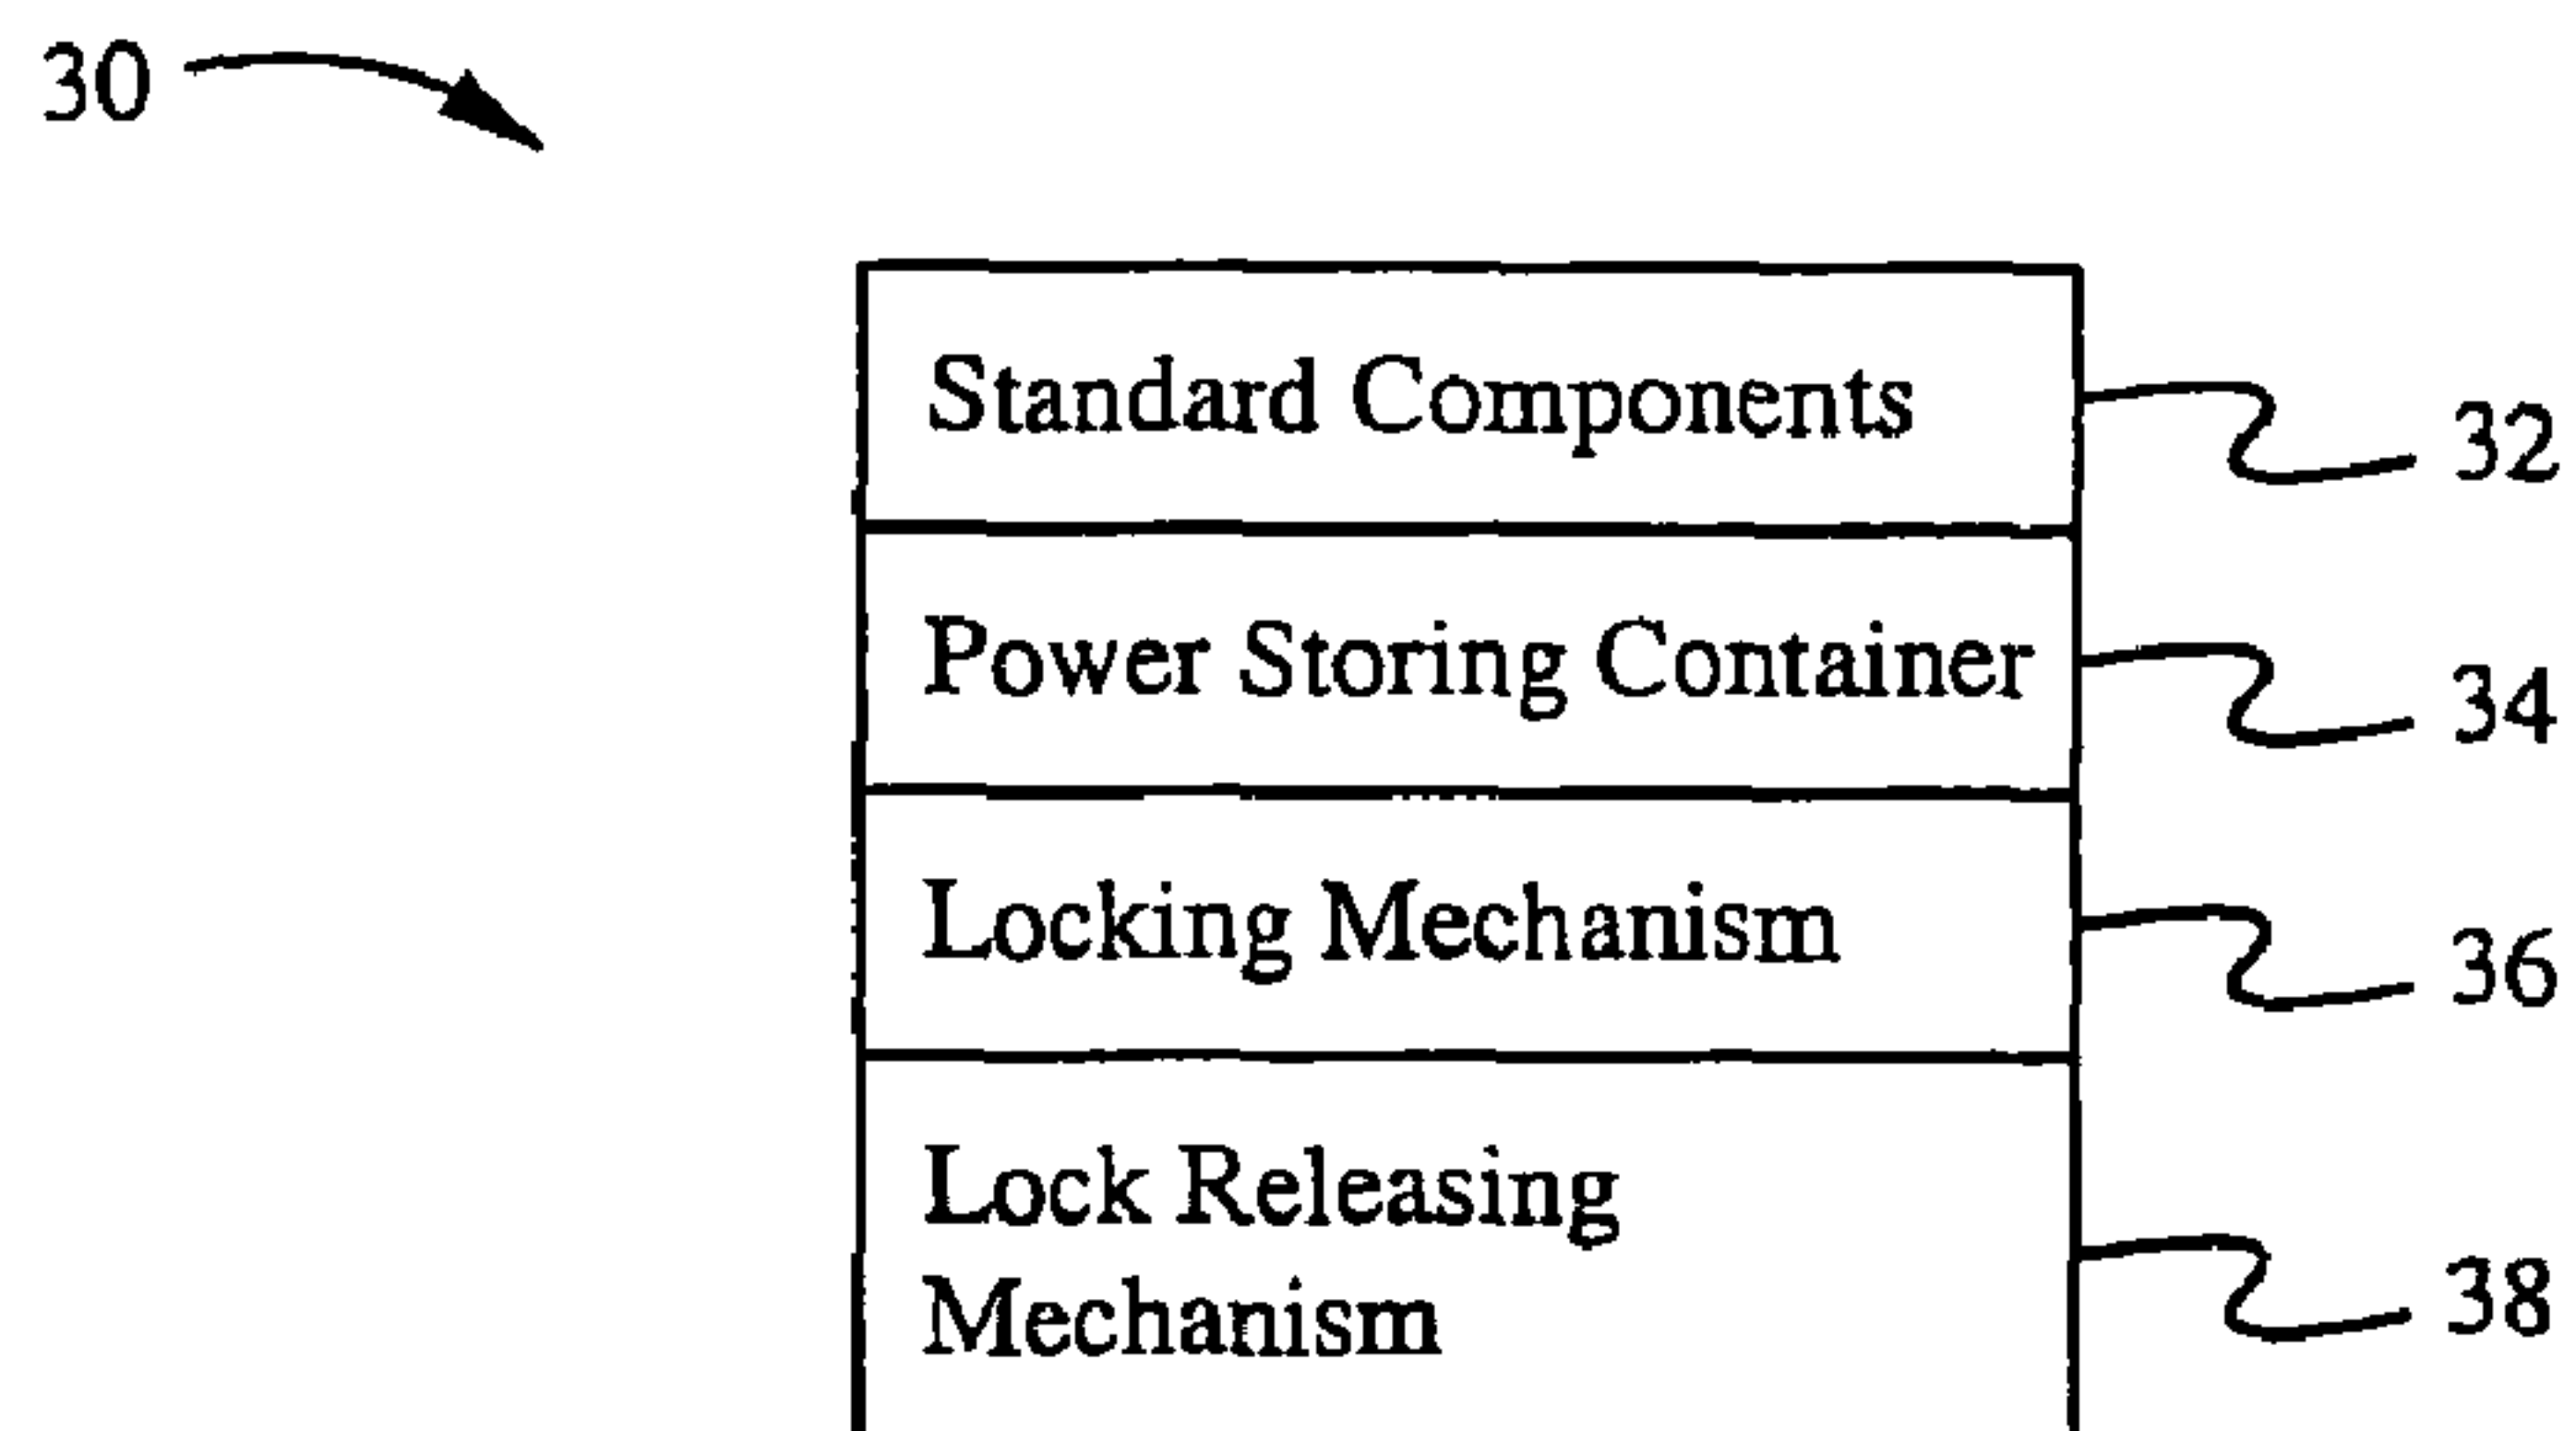 30
Standard Components
32
Power Storing Container
34
Locking Mechanism
36
Lock Releasing
Mechanism
38